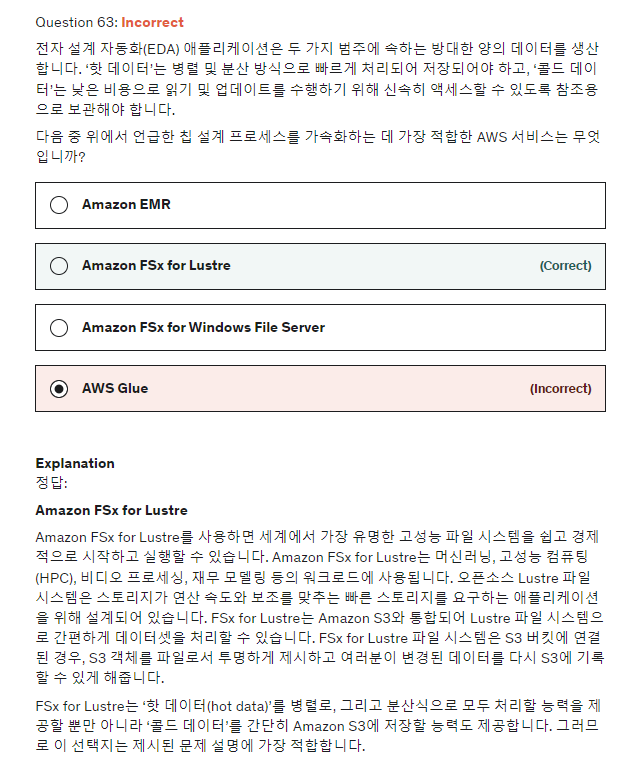 Question 63: Incorrect
전자 설계 자동화(EDA) 애플리케이션은 두 가지 범주에 속하는 방대한 양의 데이터를 생산
합니다. ‘핫 데이터’는 병렬 및 분산 방식으로 빠르게 처리되어 저장되어야 하고, ‘콜드 데이
터’는 낮은 비용으로 읽기 및 업데이트를 수행하기 위해 신속히 액세스할 수 있도록 참조용
으로 보관해야 합니다.
다음 중 위에서 언급한 칩 설계 프로세스를 가속화하는 데 가장 적합한 AWS 서비스는 무엇
입니까?
Amazon EMR
Amazon FSx for Lustre (Correct)
Amazon FSx for Windows File Server
AWS Glue (Incorrect)
Explanation
정답:
Amazon FSx for Lustre
Amazon FSx for Lustre를 사용하면 세계에서 가장 유명한 고성능 파일 시스템을 쉽고 경제
적으로 시작하고 실행할 수 있습니다. Amazon FSx for Lustre는 머신러닝, 고성능 컴퓨팅
(HPC), 비디오 프로세싱, 재무 모델링 등의 워크로드에 사용됩니다. 오픈소스 Lustre 파일
시스템은 스토리지가 연산 속도와 보조를 맞추는 빠른 스토리지를 요구하는 애플리케이션
을 위해 설계되어 있습니다. FSx for Lustre는 Amazon S3와 통합되어 Lustre 파일 시스템으
로 간편하게 데이터셋을 처리할 수 있습니다. FSx for Lustre 파일 시스템은 S3 버킷에 연결
된 경우, S3 객체를 파일로서 투명하게 제시하고 여러분이 변경된 데이터를 다시 S3에 기록
할 수 있게 해줍니다.
FSx for Lustre는 ‘핫 데이터(hot data)’를 병렬로, 그리고 분산식으로 모두 처리할 능력을 제
공할 뿐만 아니라 ‘콜드 데이터’를 간단히 Amazon S3에 저장할 능력도 제공합니다. 그러므
로 이 선택지는 제시된 문제 설명에 가장 적합합니다.